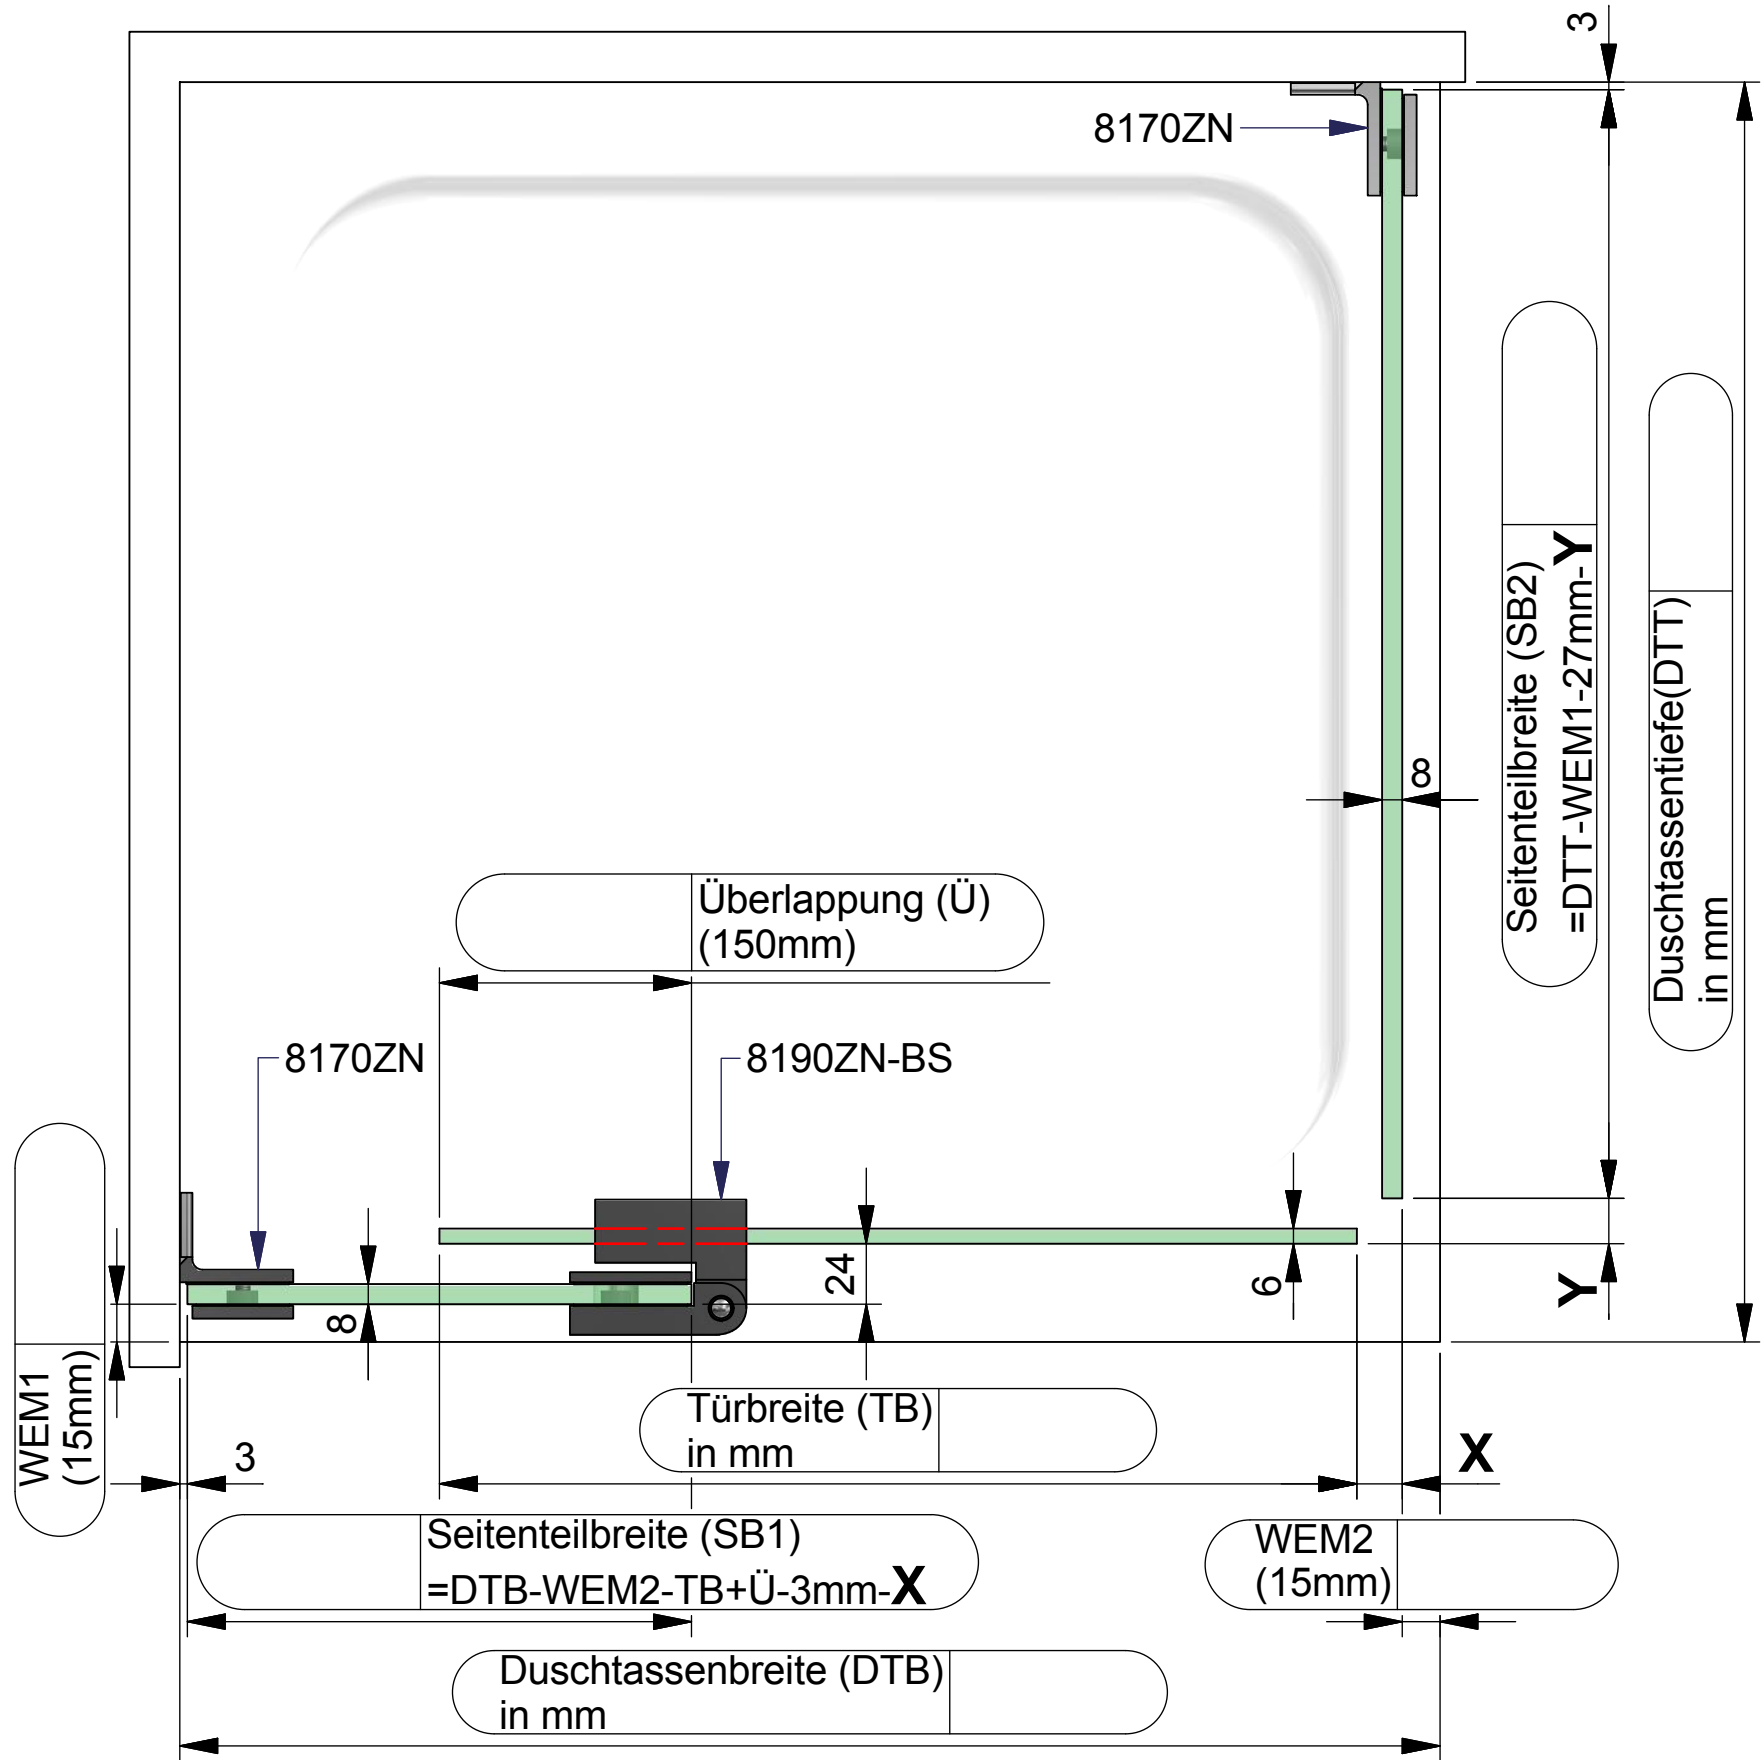 3
8170ZN
Seitenteilbreite (SB2)
=DTT-WEM1-27mm-Y
Duschtassentiefe(DTT)
in mm
8
Überlappung (Ü)
(150mm)
8170ZN
8190ZN-BS
24
6
Y
8
WEM1
(15mm)
Türbreite (TB)
in mm
3
X
Seitenteilbreite (SB1)
=DTB-WEM2-TB+Ü-3mm-X
WEM2
(15mm)
Duschtassenbreite (DTB)
in mm